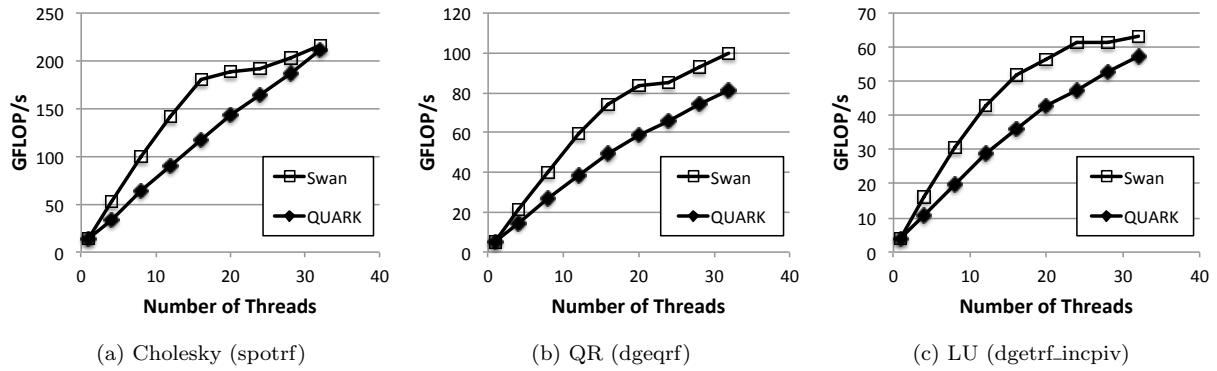 250
200
150
100
50
0
GFLOP/s
Swan
QUARK
0 10 20 30 40
Number of Threads
(a) Cholesky (spotrf)
120
100
80
60
40
20
0
GFLOP/s
Swan
QUARK
0 10 20 30 40
Number of Threads
(b) QR (dgeqrf)
70
60
50
40
30
20
10
0
GFLOP/s
Swan
QUARK
0 10 20 30 40
Number of Threads
(c) LU (dgetrf_incpiv)